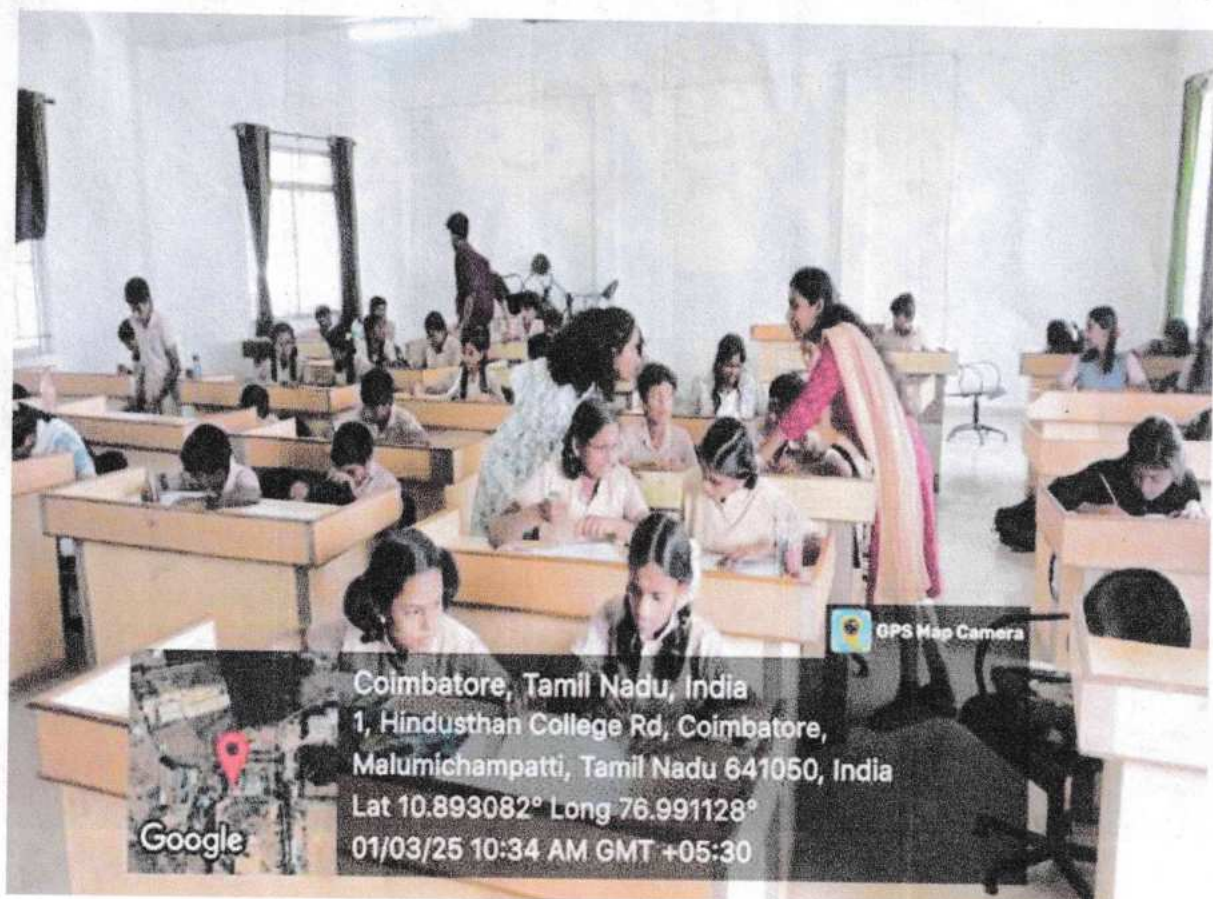 GPS Map Camera
Coimbatore, Tamil Nadu, India
1, Hindusthan College Rd, Coimbatore,
Malumichampatti, Tamil Nadu 641050, India
Lat 10.893082° Long 76.991128°
01/03/25 10:34 AM GMT +05:30
Google